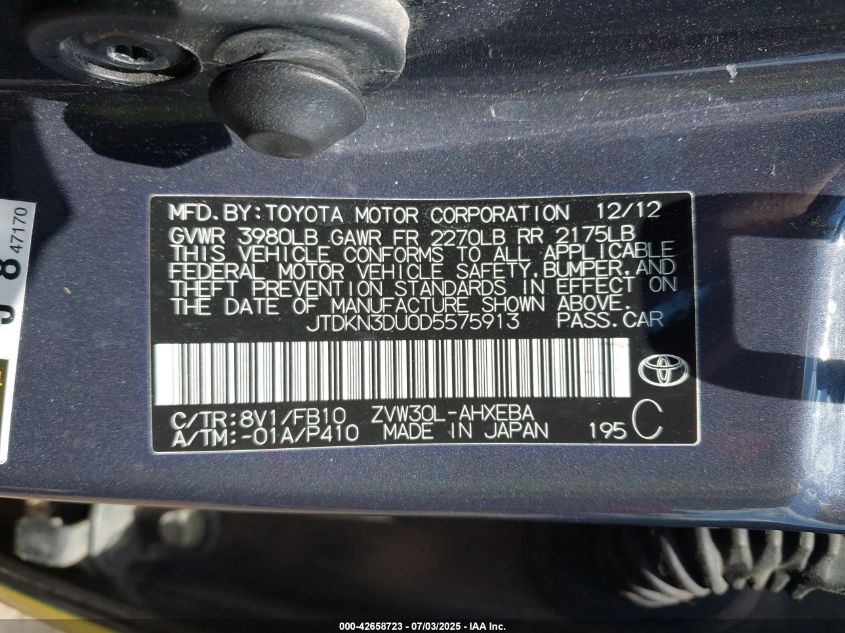 MFD. BY: TOYOTA MOTOR CORPORATION 12/12
GVWR 3980LB GAWR FR 2270LB RR 2175LB
THIS VEHICLE CONFORMS TO ALL APPLICABLE
FEDERAL MOTOR VEHICLE SAFETY, BUMPER, AND
THEFT PREVENTION STANDARDS IN EFFECT ON
THE DATE OF MANUFACTURE SHOWN ABOVE.
JTDKN3DU0D5575913 PASS. CAR
C/TR: 8V1/FB10 ZVW30L-AHXEBA
A/TM: -01A/P410 MADE IN JAPAN 195 C
8 47170
000-42658723 - 07/03/2025 - IAA Inc.